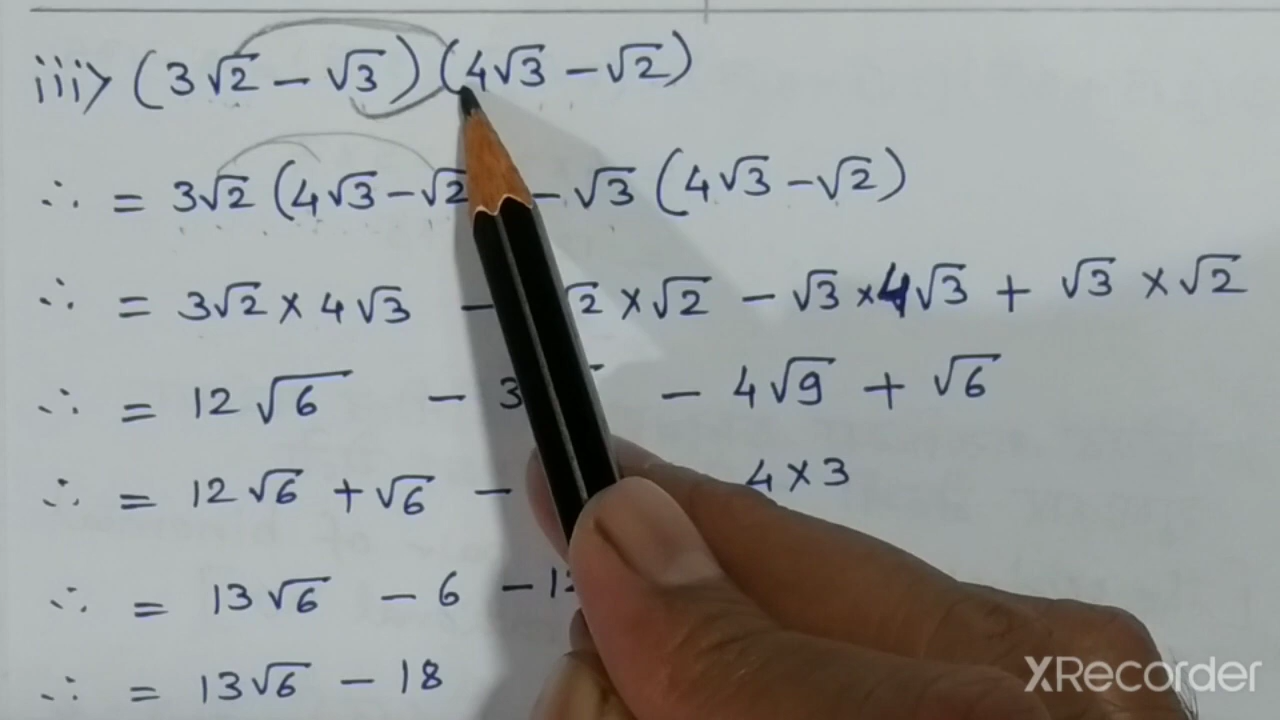 iii> (3√2 − √3) (4√3 − √2)
∴ = 3√2 (4√3 − √2 − √3 (4√3 − √2)
∴ = 3√2 × 4√3 − √2 × √2 − √3 × 4√3 + √3 × √2
∴ = 12√6 − 3 − 4√9 + √6
∴ = 12√6 + √6 − 4 × 3
∴ = 13√6 − 6 − 12
∴ = 13√6 − 18
XRecorder